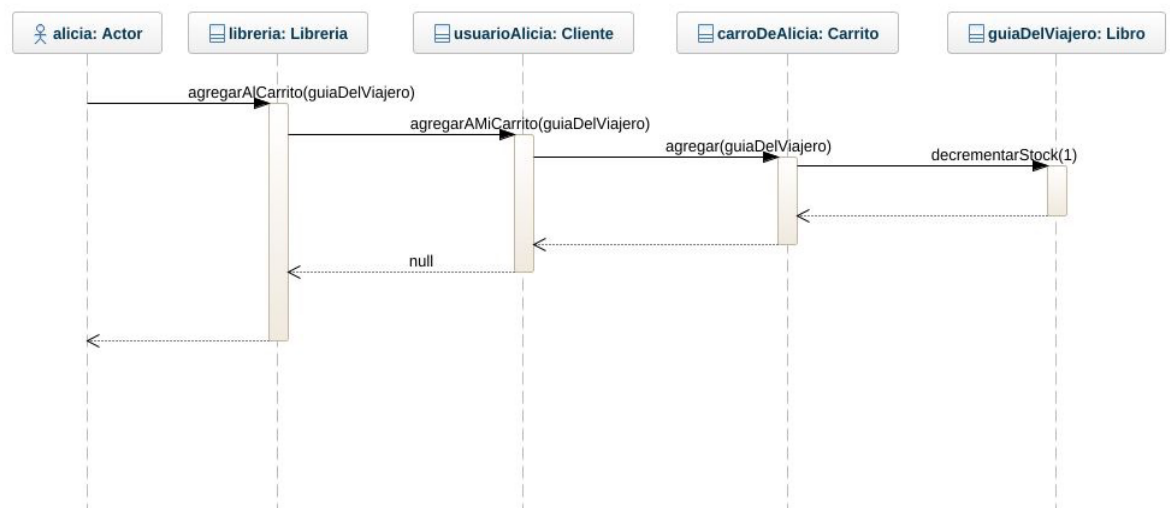 alicia: Actor
libreria: Libreria
usuarioAlicia: Cliente
carroDeAlicia: Carrito
guiaDelViajero: Libro
agregarAlCarrito(guiaDelViajero)
agregarAMiCarrito(guiaDelViajero)
agregar(guiaDelViajero)
decrementarStock(1)
null